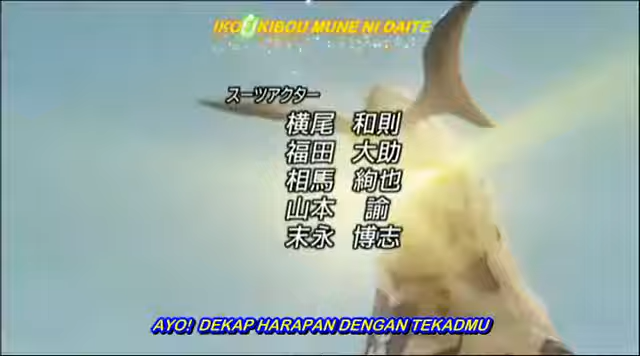 IKOU KIBOU MUNE NI DAITE
スーツアクター
横尾 和則
福田 大助
相馬 絢也
山本 諭
末永 博志
AYO! DEKAP HARAPAN DENGAN TEKADMU